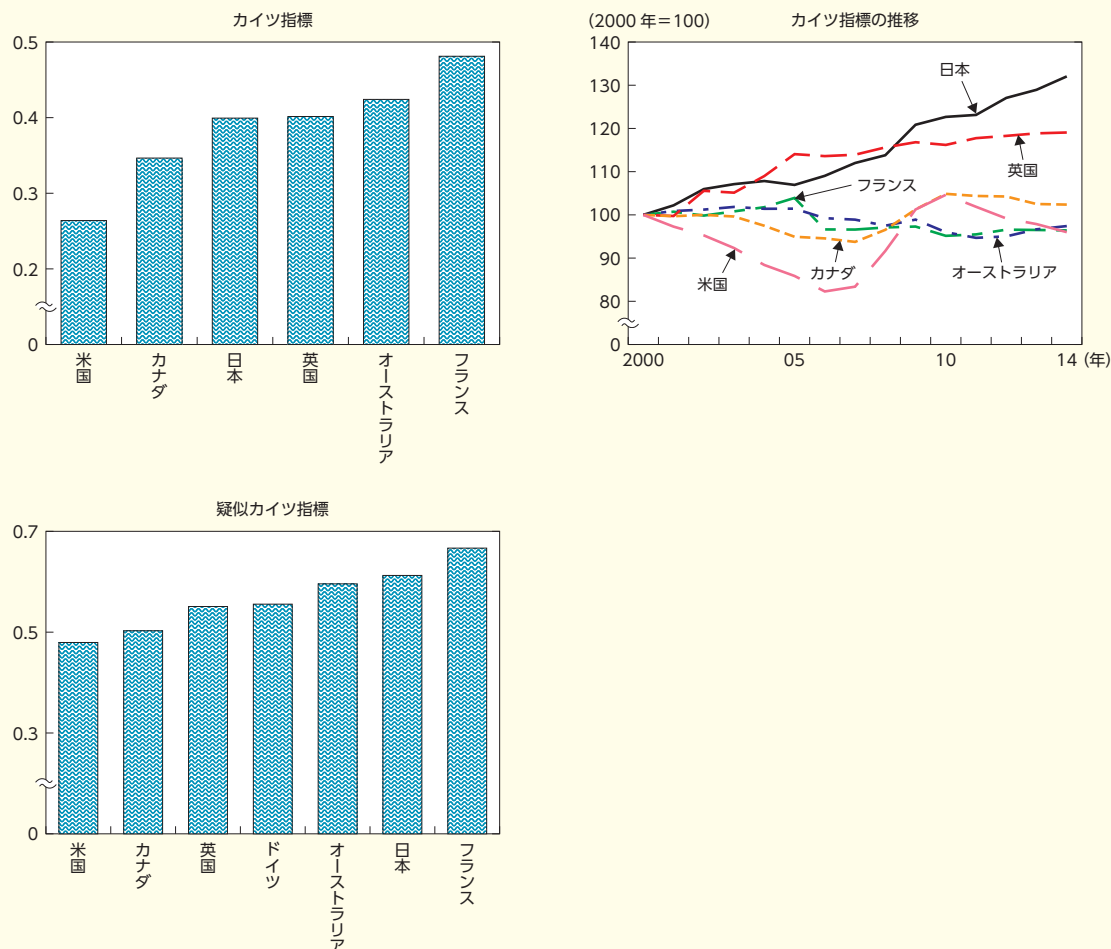 カイツ指標
0.5
0.4
0.3
0.2
0
米国
カナダ
日本
英国
オーストラリア
フランス
(2000 年＝100)
カイツ指標の推移
140
130
120
110
100
90
80
0
日本
英国
フランス
カナダ
米国
オーストラリア
2000 05 10 14 (年)
疑似カイツ指標
0.7
0.5
0.3
0
米国
カナダ
英国
ドイツ
オーストラリア
日本
フランス